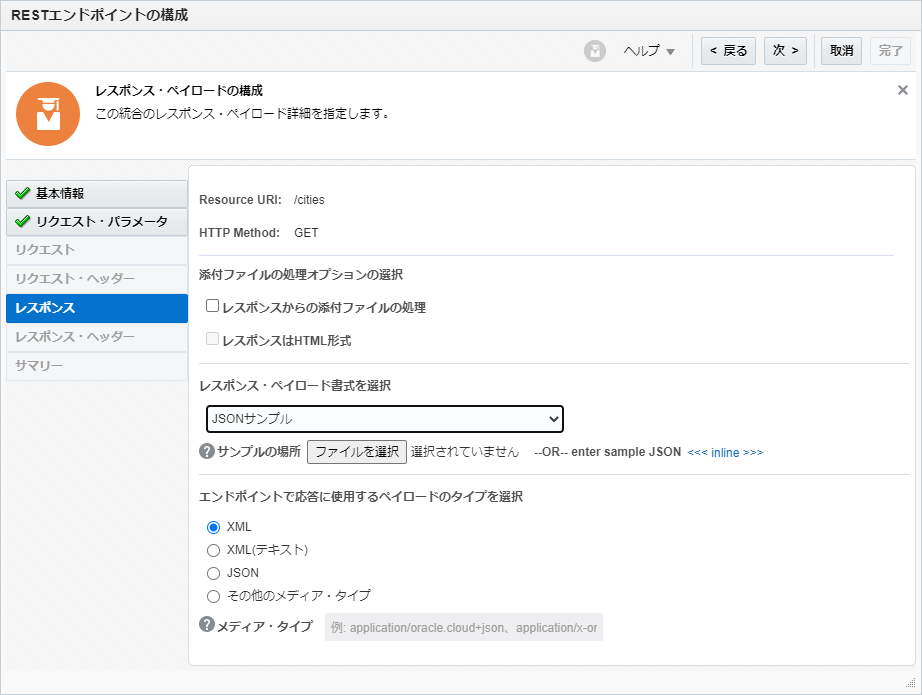 RESTエンドポイントの構成
ヘルプ ▼
< 戻る
次 >
取消
完了
レスポンス・ペイロードの構成
この統合のレスポンス・ペイロード詳細を指定します。
基本情報
リクエスト・パラメータ
リクエスト
リクエスト・ヘッダー
レスポンス
レスポンス・ヘッダー
サマリー
Resource URI: /cities
HTTP Method: GET
添付ファイルの処理オプションの選択
レスポンスからの添付ファイルの処理
レスポンスはHTML形式
レスポンス・ペイロード書式を選択
JSONサンプル
サンプルの場所 ファイルを選択 選択されていません --OR-- enter sample JSON <<< inline >>>
エンドポイントで応答に使用するペイロードのタイプを選択
XML
XML(テキスト)
JSON
その他のメディア・タイプ
メディア・タイプ 例: application/oracle.cloud+json、application/x-or